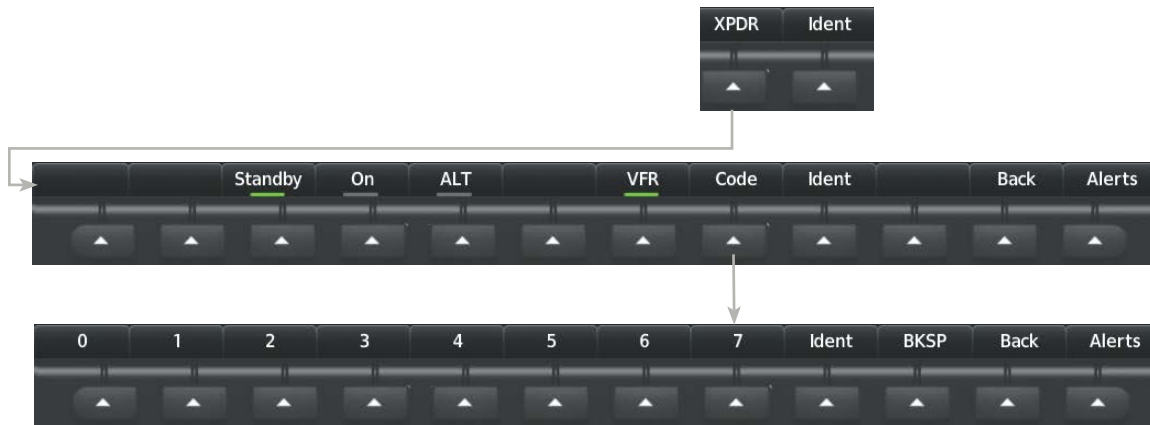 XPDR Ident
Standby On ALT VFR Code Ident Back Alerts
0 1 2 3 4 5 6 7 Ident BKSP Back Alerts